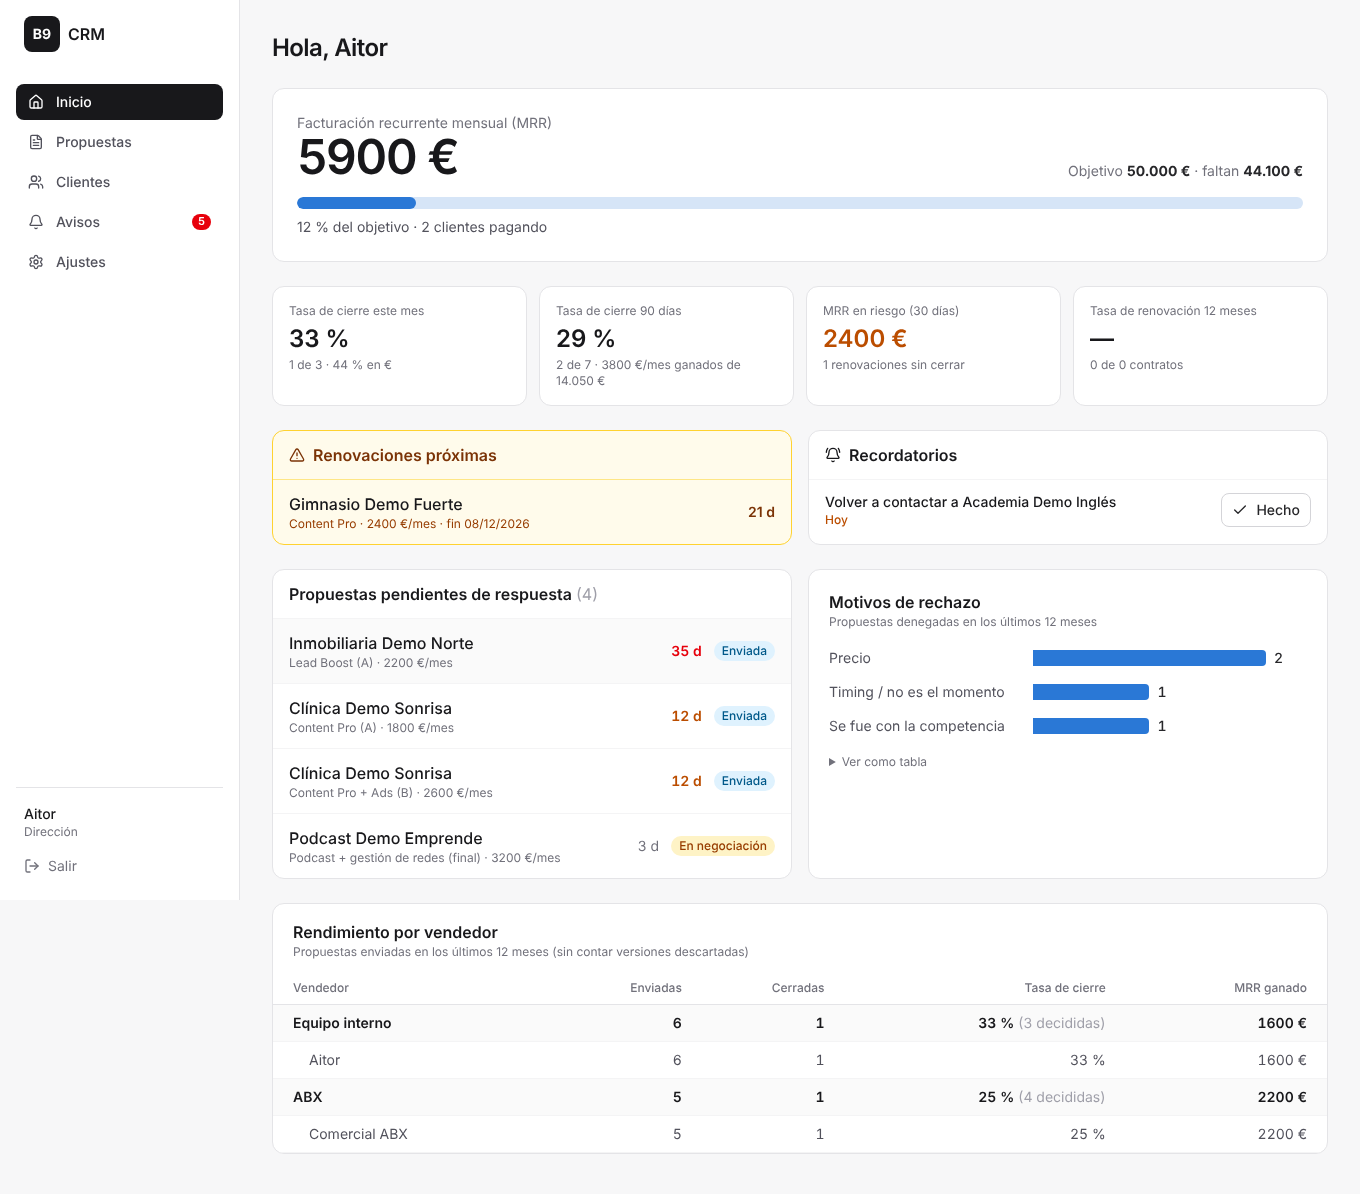 B9 CRM
Inicio
Propuestas
Clientes
Avisos 5
Ajustes
Aitor
Dirección
Salir
Hola, Aitor
Facturación recurrente mensual (MRR)
5900 €
Objetivo 50.000 € · faltan 44.100 €
12 % del objetivo · 2 clientes pagando
Tasa de cierre este mes
33 %
1 de 3 · 44 % en €
Tasa de cierre 90 días
29 %
2 de 7 · 3800 €/mes ganados de
14.050 €
MRR en riesgo (30 días)
2400 €
1 renovaciones sin cerrar
Tasa de renovación 12 meses
—
0 de 0 contratos
Renovaciones próximas
Gimnasio Demo Fuerte
Content Pro · 2400 €/mes · fin 08/12/2026
21 d
Recordatorios
Volver a contactar a Academia Demo Inglés
Hoy
Hecho
Propuestas pendientes de respuesta (4)
Inmobiliaria Demo Norte
Lead Boost (A) · 2200 €/mes
35 d Enviada
Clínica Demo Sonrisa
Content Pro (A) · 1800 €/mes
12 d Enviada
Clínica Demo Sonrisa
Content Pro + Ads (B) · 2600 €/mes
12 d Enviada
Podcast Demo Emprende
Podcast + gestión de redes (final) · 3200 €/mes
3 d En negociación
Motivos de rechazo
Propuestas denegadas en los últimos 12 meses
Precio 2
Timing / no es el momento 1
Se fue con la competencia 1
Ver como tabla
Rendimiento por vendedor
Propuestas enviadas en los últimos 12 meses (sin contar versiones descartadas)
Vendedor Enviadas Cerradas Tasa de cierre MRR ganado
Equipo interno 6 1 33 % (3 decididas) 1600 €
Aitor 6 1 33 % 1600 €
ABX 5 1 25 % (4 decididas) 2200 €
Comercial ABX 5 1 25 % 2200 €